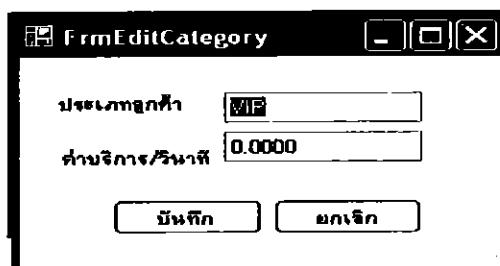 FrmEditCategory
ประเภทลูกค้า VIP
ค่าบริการ/วินาที 0.0000
บันทึก ยกเลิก